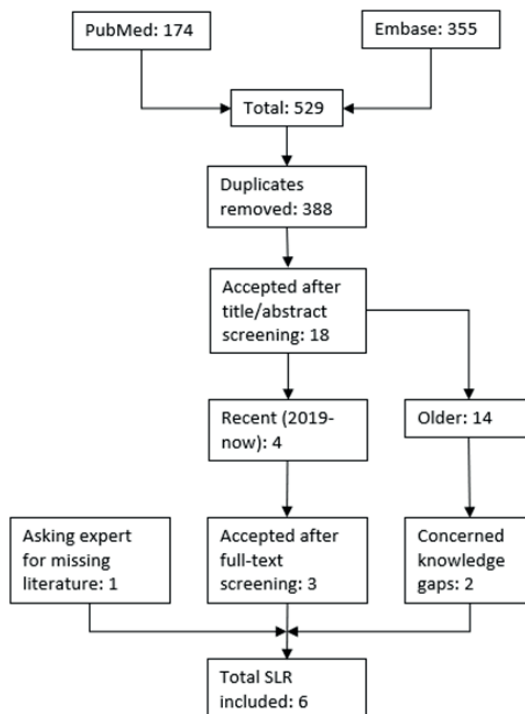 PubMed: 174
Embase: 355
Total: 529
Duplicates
removed: 388
Accepted after
title/abstract
screening: 18
Recent (2019-
now): 4
Older: 14
Asking expert
for missing
literature: 1
Accepted after
full-text
screening: 3
Concerned
knowledge
gaps: 2
Total SLR
included: 6